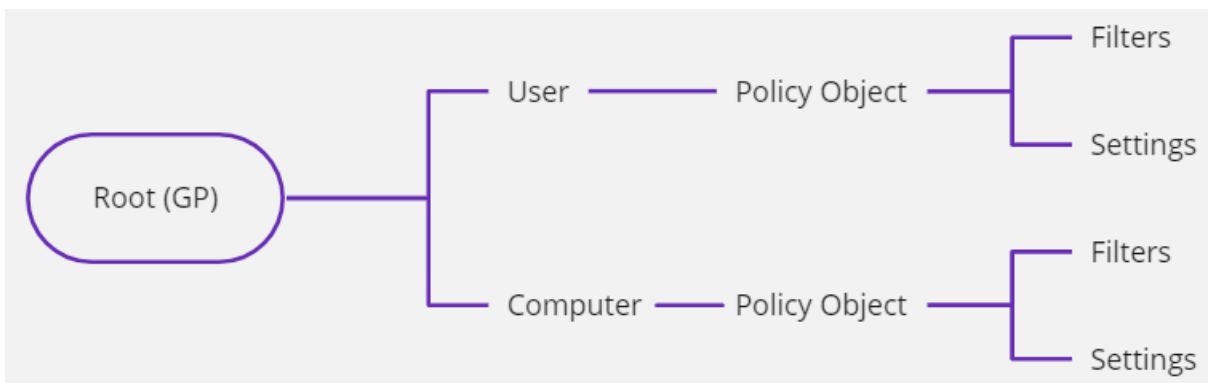 Root (GP)
User
Policy Object
Filters
Settings
Computer
Policy Object
Filters
Settings